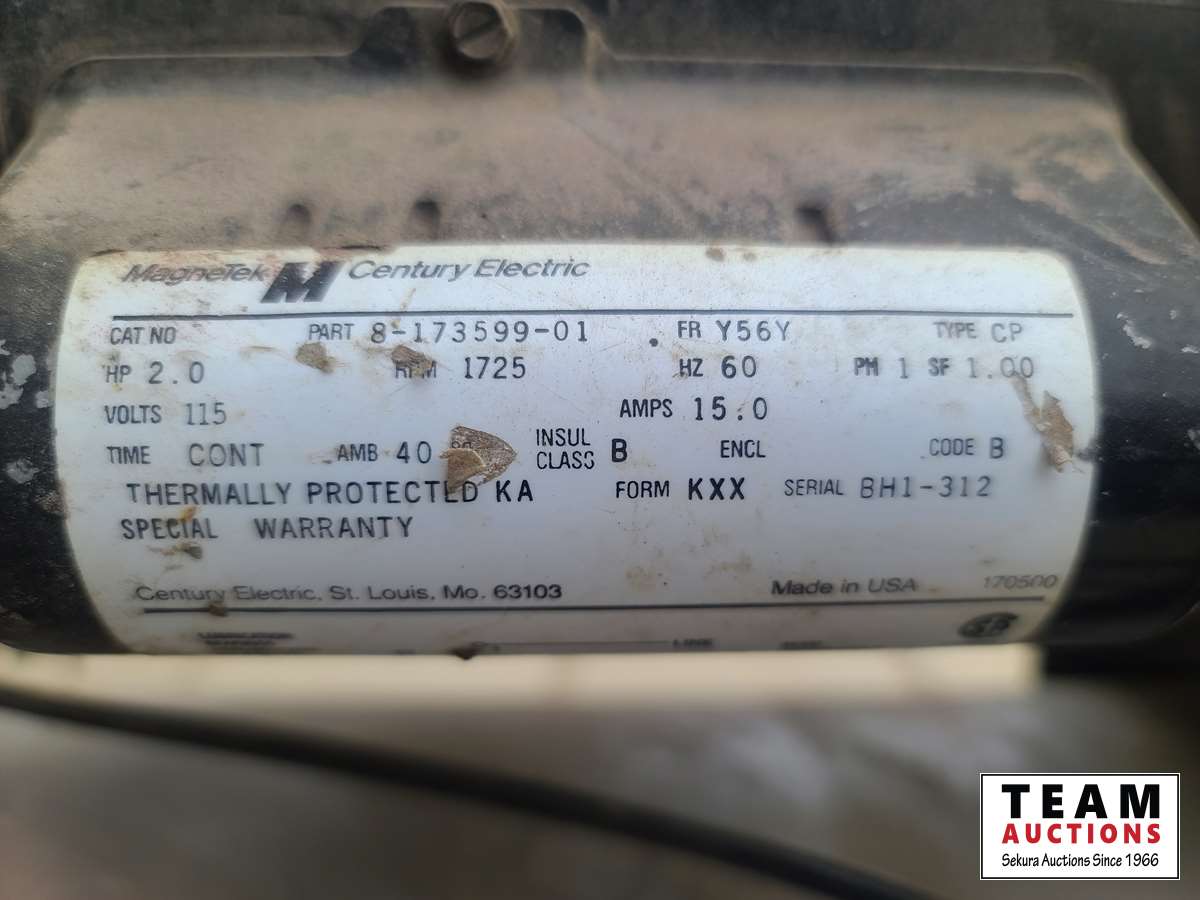 MagneTek M Century Electric
CAT NO PART 8-173599-01 FR Y56Y TYPE CP
HP 2.0 RPM 1725 HZ 60 PH 1 SF 1.00
VOLTS 115 AMPS 15.0
TIME CONT AMB 40 INSUL CLASS B ENCL CODE B
THERMALLY PROTECTED KA FORM KXX SERIAL BH1-312
SPECIAL WARRANTY
Century Electric, St. Louis, Mo. 63103 Made in USA 170500
LINE
TEAM
AUCTIONS
Sekura Auctions Since 1966